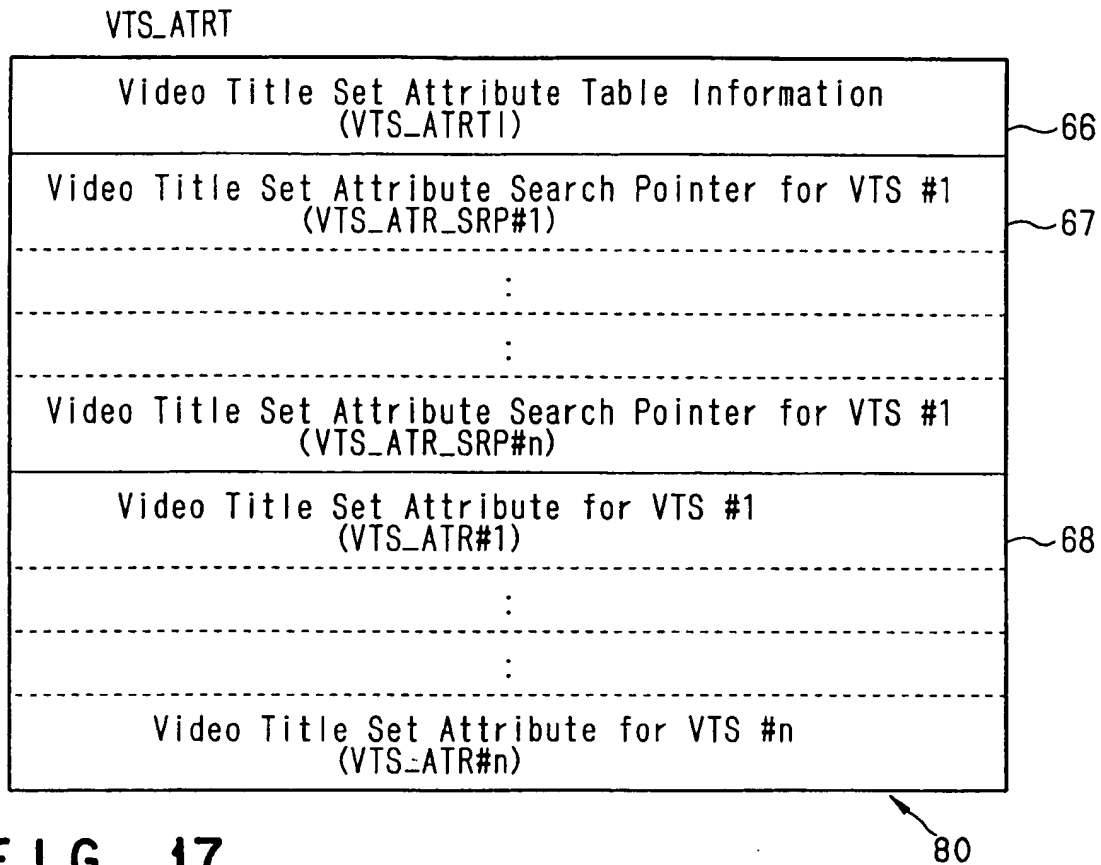 VTS_ATRT
Video Title Set Attribute Table Information
(VTS_ATRTI)
66
Video Title Set Attribute Search Pointer for VTS #1
(VTS_ATR_SRP#1)
67
:
:
Video Title Set Attribute Search Pointer for VTS #1
(VTS_ATR_SRP#n)
Video Title Set Attribute for VTS #1
(VTS_ATR#1)
68
:
:
Video Title Set Attribute for VTS #n
(VTS_ATR#n)
80
FIG. 17